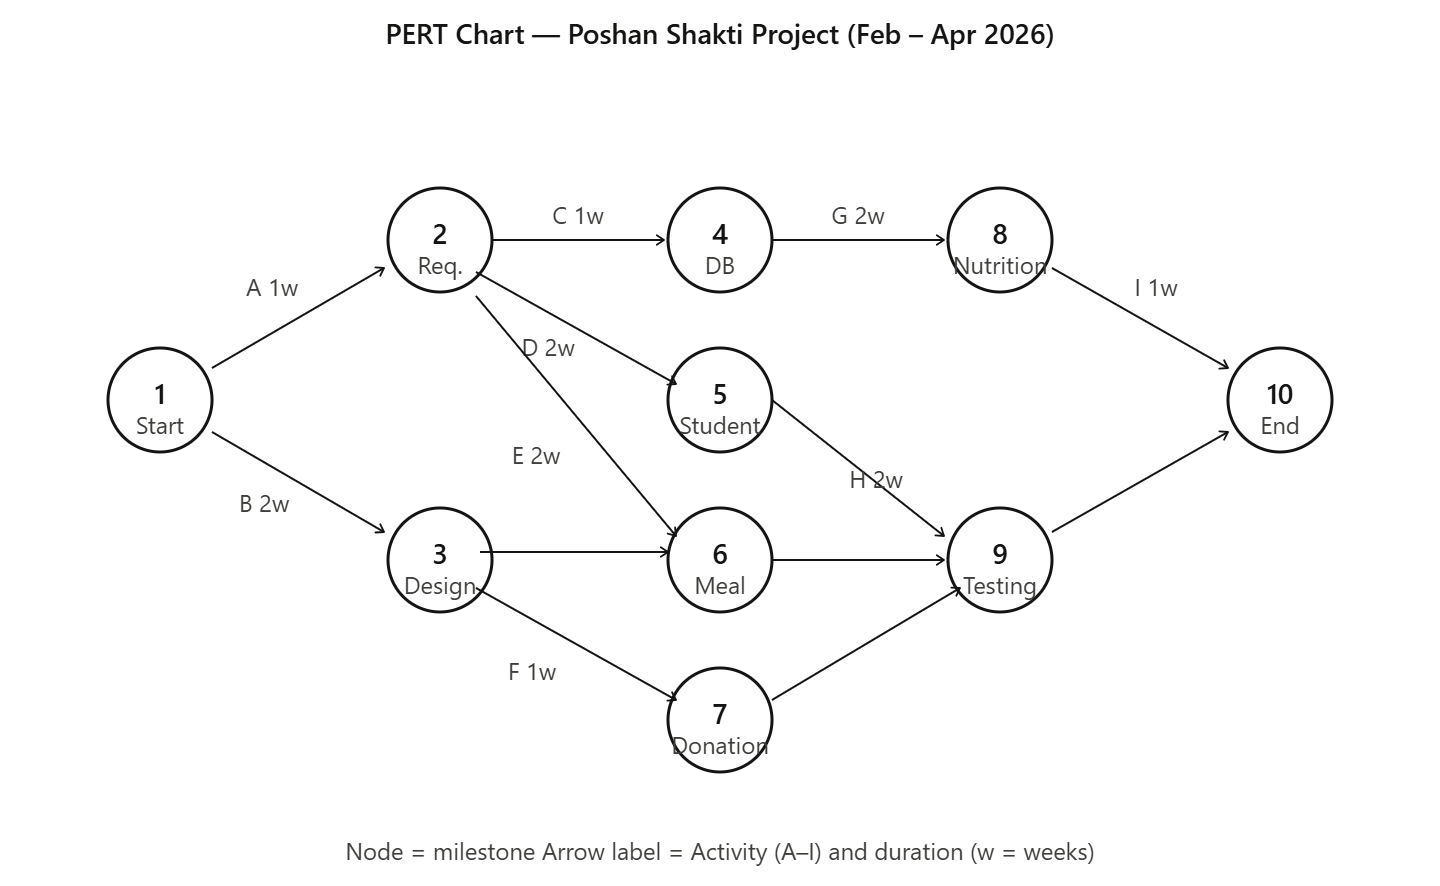 PERT Chart — Poshan Shakti Project (Feb – Apr 2026)
C 1w
G 2w
2
Req.
4
DB
8
Nutrition
A 1w
I 1w
D 2w
1
Start
5
Student
10
End
E 2w
H 2w
B 2w
3
Design
6
Meal
9
Testing
F 1w
7
Donation
Node = milestone Arrow label = Activity (A–I) and duration (w = weeks)